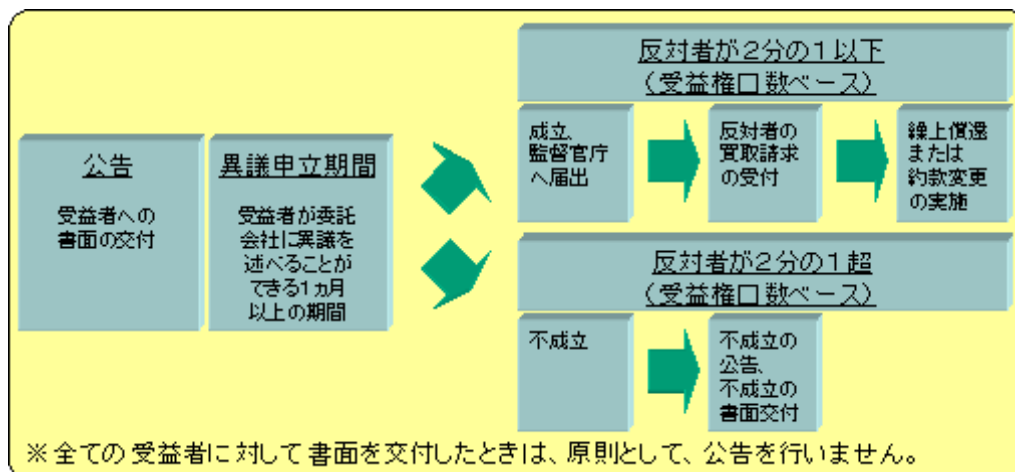 公告
受益者への
書面の交付
異議申立期間
受益者が委託
会社に異議を
述べることが
できる1ヵ月
以上の期間
反対者が2分の1以下
(受益権口数ベース)
成立、
監督官庁
へ届出
反対者の
買取請求
の受付
繰上償還
または
約款変更
の実施
反対者が2分の1超
(受益権口数ベース)
不成立
不成立の
公告、
不成立の
書面交付
※全ての受益者に対して書面を交付したときは、原則として、公告を行いません。